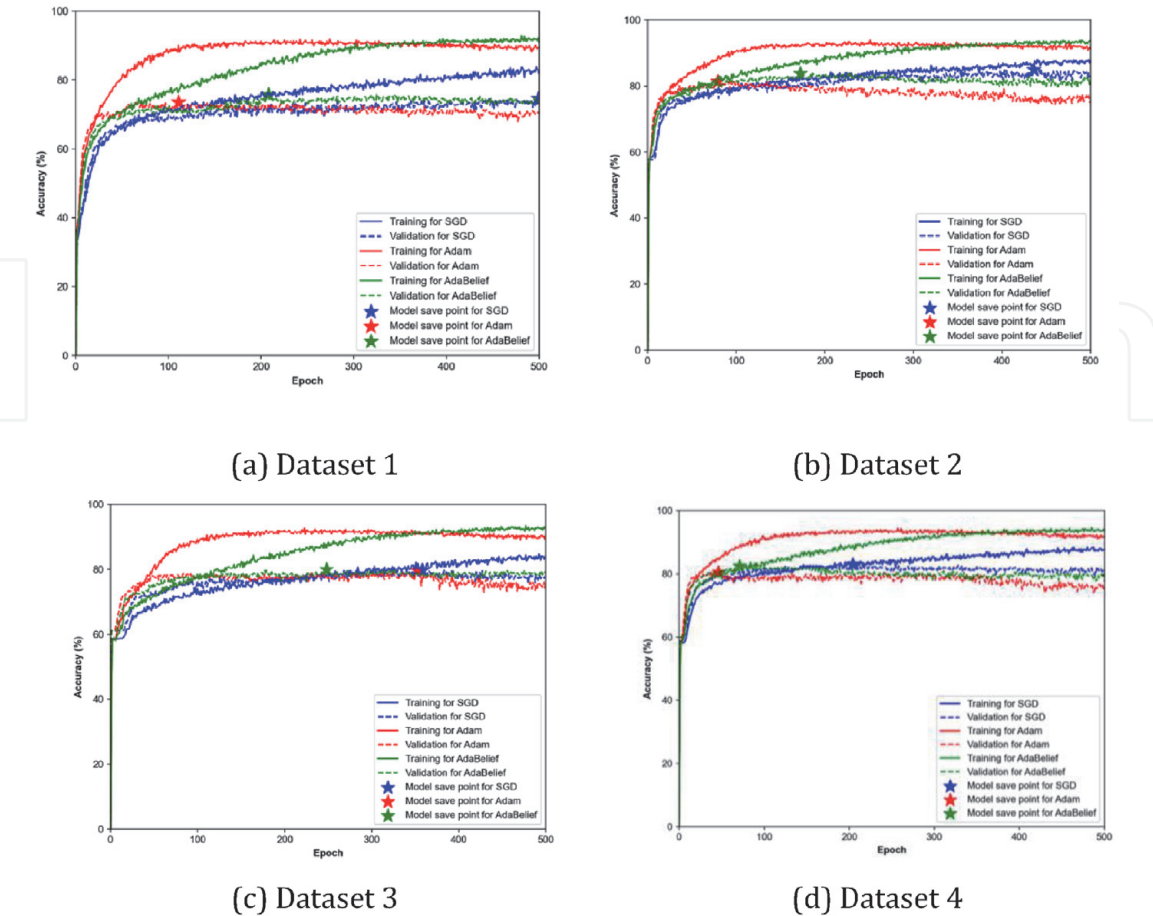 100
80
60
40
20
0
Accuracy (%)
Training for SGD
Validation for SGD
Training for Adam
Validation for Adam
Training for AdaBelief
Validation for AdaBelief
Model save point for SGD
Model save point for Adam
Model save point for AdaBelief
0 100 200 300 400 500
Epoch
(a) Dataset 1
100
80
60
40
20
0
Accuracy (%)
Training for SGD
Validation for SGD
Training for Adam
Validation for Adam
Training for AdaBelief
Validation for AdaBelief
Model save point for SGD
Model save point for Adam
Model save point for AdaBelief
0 100 200 300 400 500
Epoch
(b) Dataset 2
100
80
60
40
20
0
Accuracy (%)
Training for SGD
Validation for SGD
Training for Adam
Validation for Adam
Training for AdaBelief
Validation for AdaBelief
Model save point for SGD
Model save point for Adam
Model save point for AdaBelief
0 100 200 300 400 500
Epoch
(c) Dataset 3
100
80
60
40
20
0
Accuracy (%)
Training for SGD
Validation for SGD
Training for Adam
Validation for Adam
Training for AdaBelief
Validation for AdaBelief
Model save point for SGD
Model save point for Adam
Model save point for AdaBelief
0 100 200 300 400 500
Epoch
(d) Dataset 4